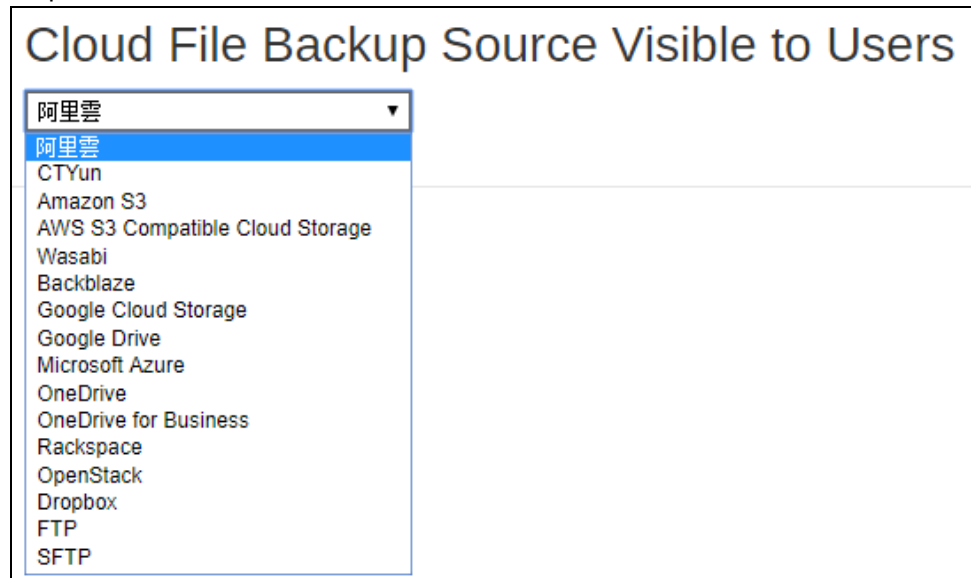 Cloud File Backup Source Visible to Users
阿里雲
阿里雲
CTYun
Amazon S3
AWS S3 Compatible Cloud Storage
Wasabi
Backblaze
Google Cloud Storage
Google Drive
Microsoft Azure
OneDrive
OneDrive for Business
Rackspace
OpenStack
Dropbox
FTP
SFTP